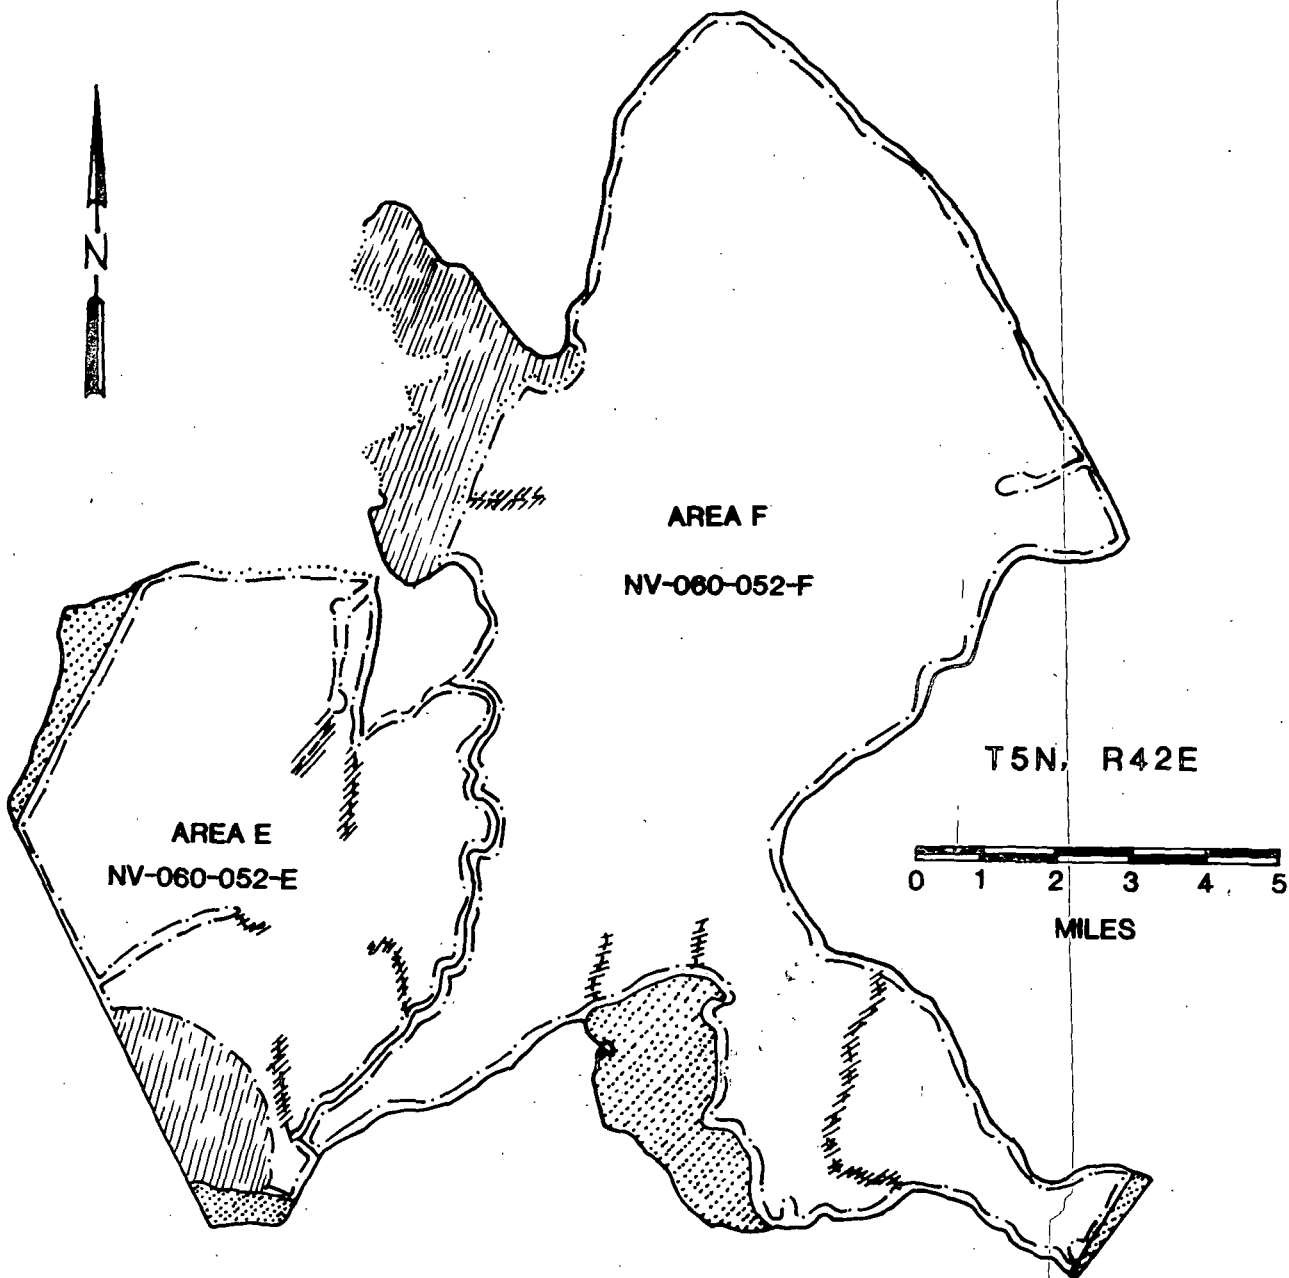 N
AREA F
NV-060-052-F
T5N, R42E
AREA E
NV-060-052-E
0 1 2 3 4 5
MILES